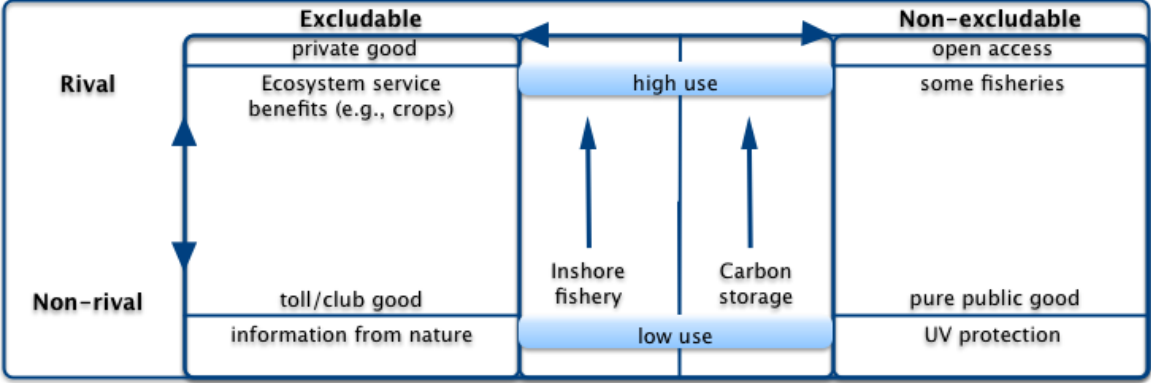 Excludable
Non-excludable
private good
open access
Rival
Ecosystem service
benefits (e.g., crops)
high use
some fisheries
Inshore
fishery
Carbon
storage
Non-rival
toll/club good
pure public good
information from nature
low use
UV protection